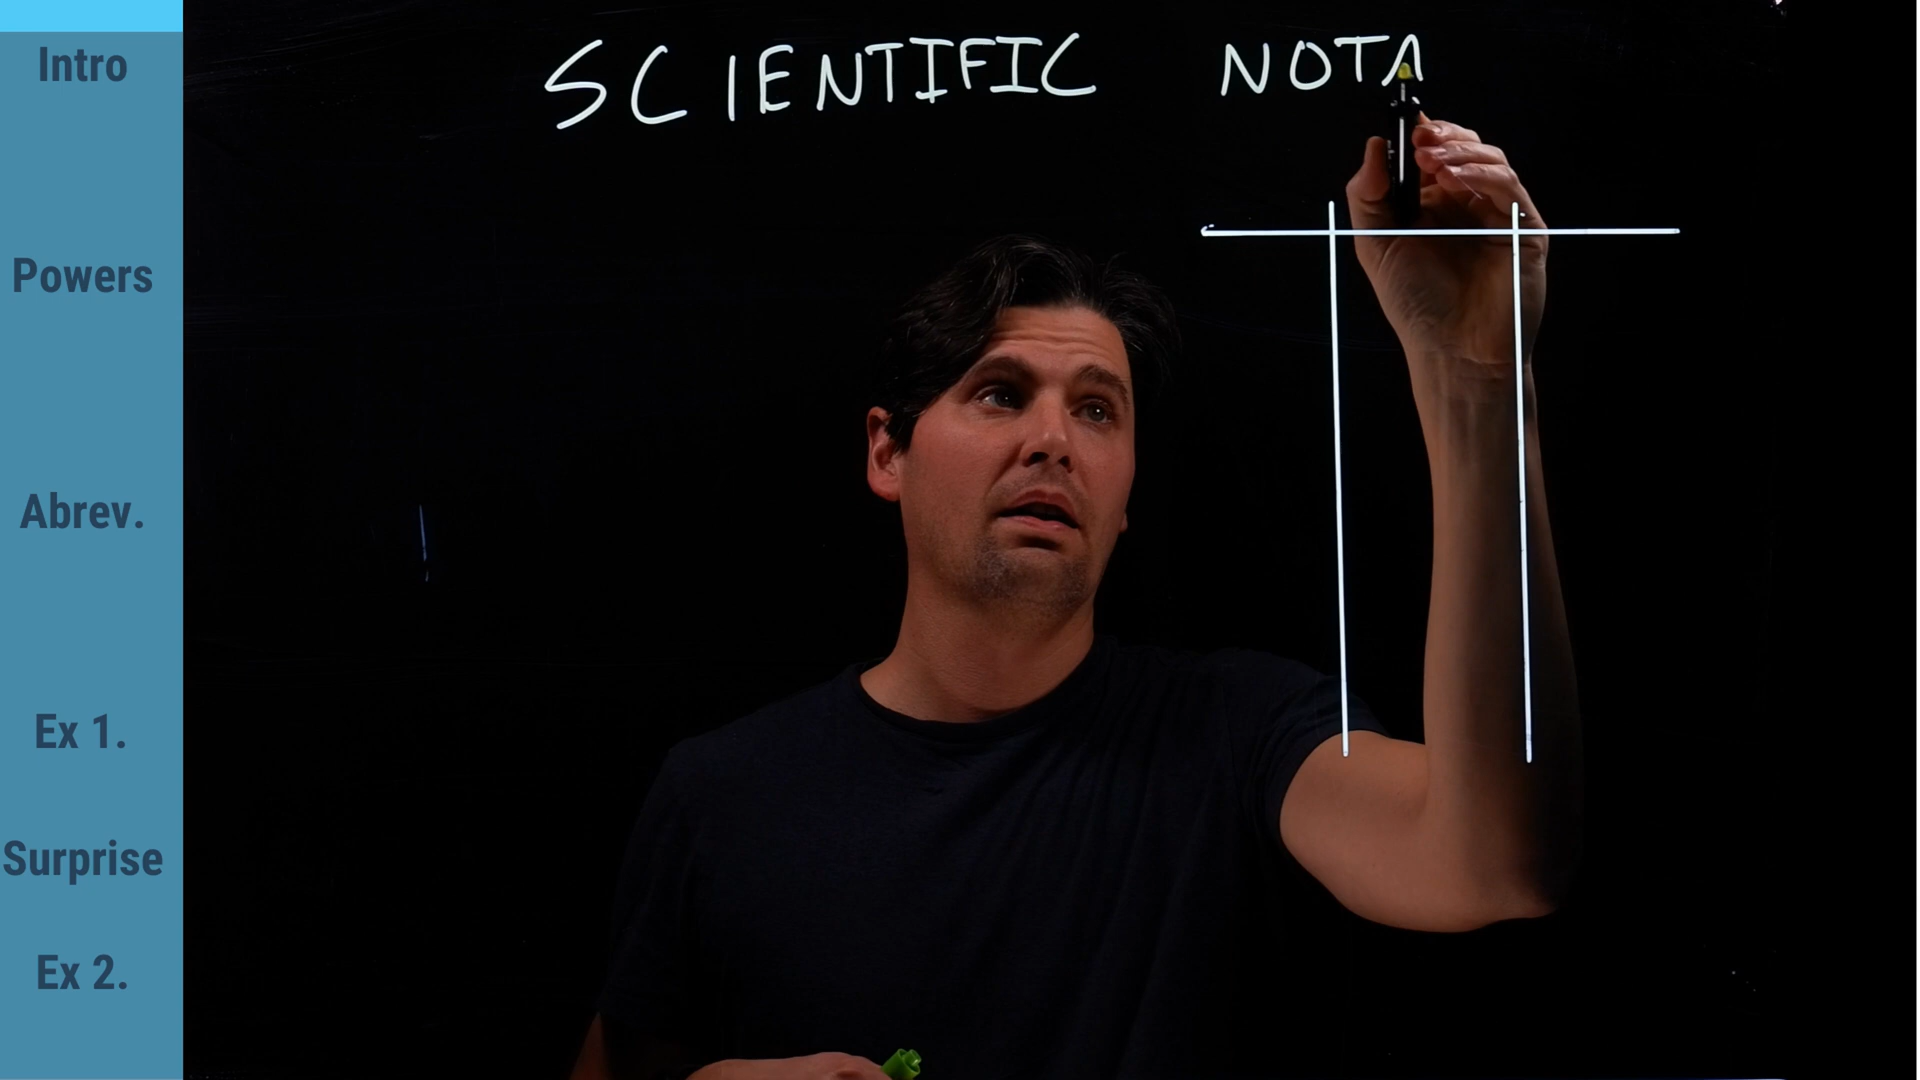 SCIENTIFIC NOTA
Intro
Powers
Abrev.
Ex 1.
Surprise
Ex 2.